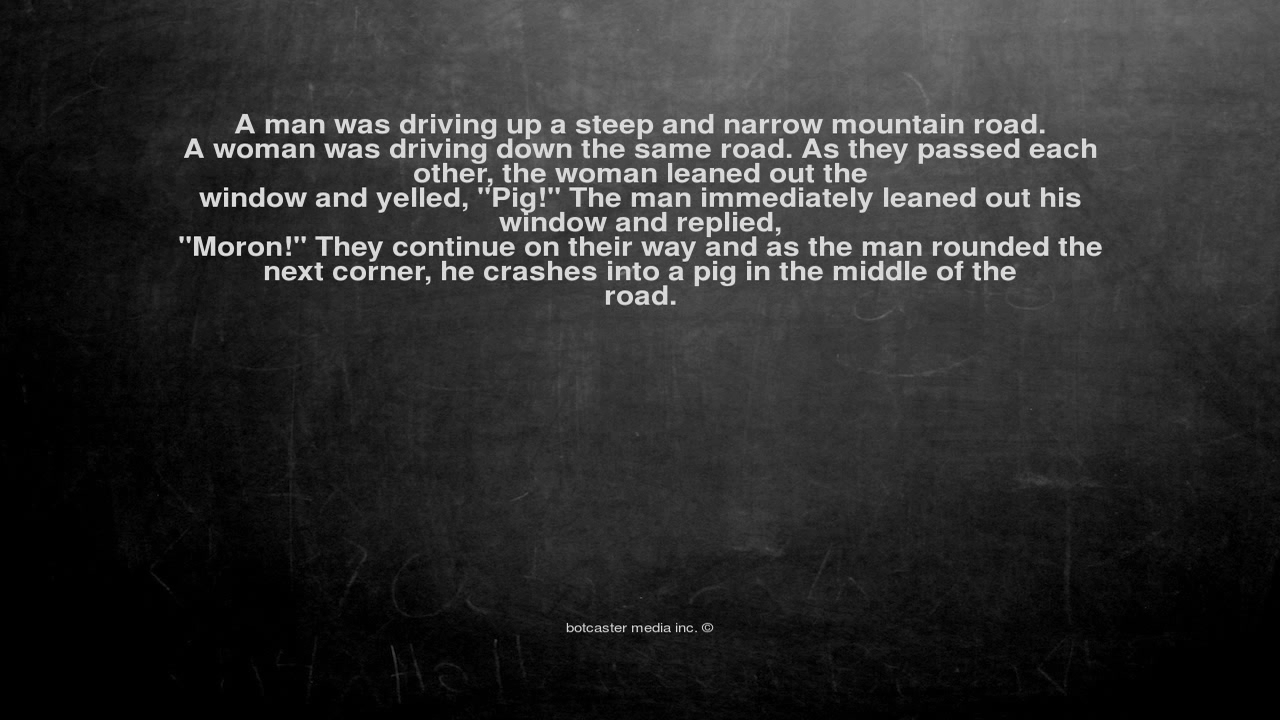 A man was driving up a steep and narrow mountain road.
A woman was driving down the same road. As they passed each
other, the woman leaned out the
window and yelled, "Pig!" The man immediately leaned out his
window and replied,
"Moron!" They continue on their way and as the man rounded the
next corner, he crashes into a pig in the middle of the
road.
botcaster media inc. ©